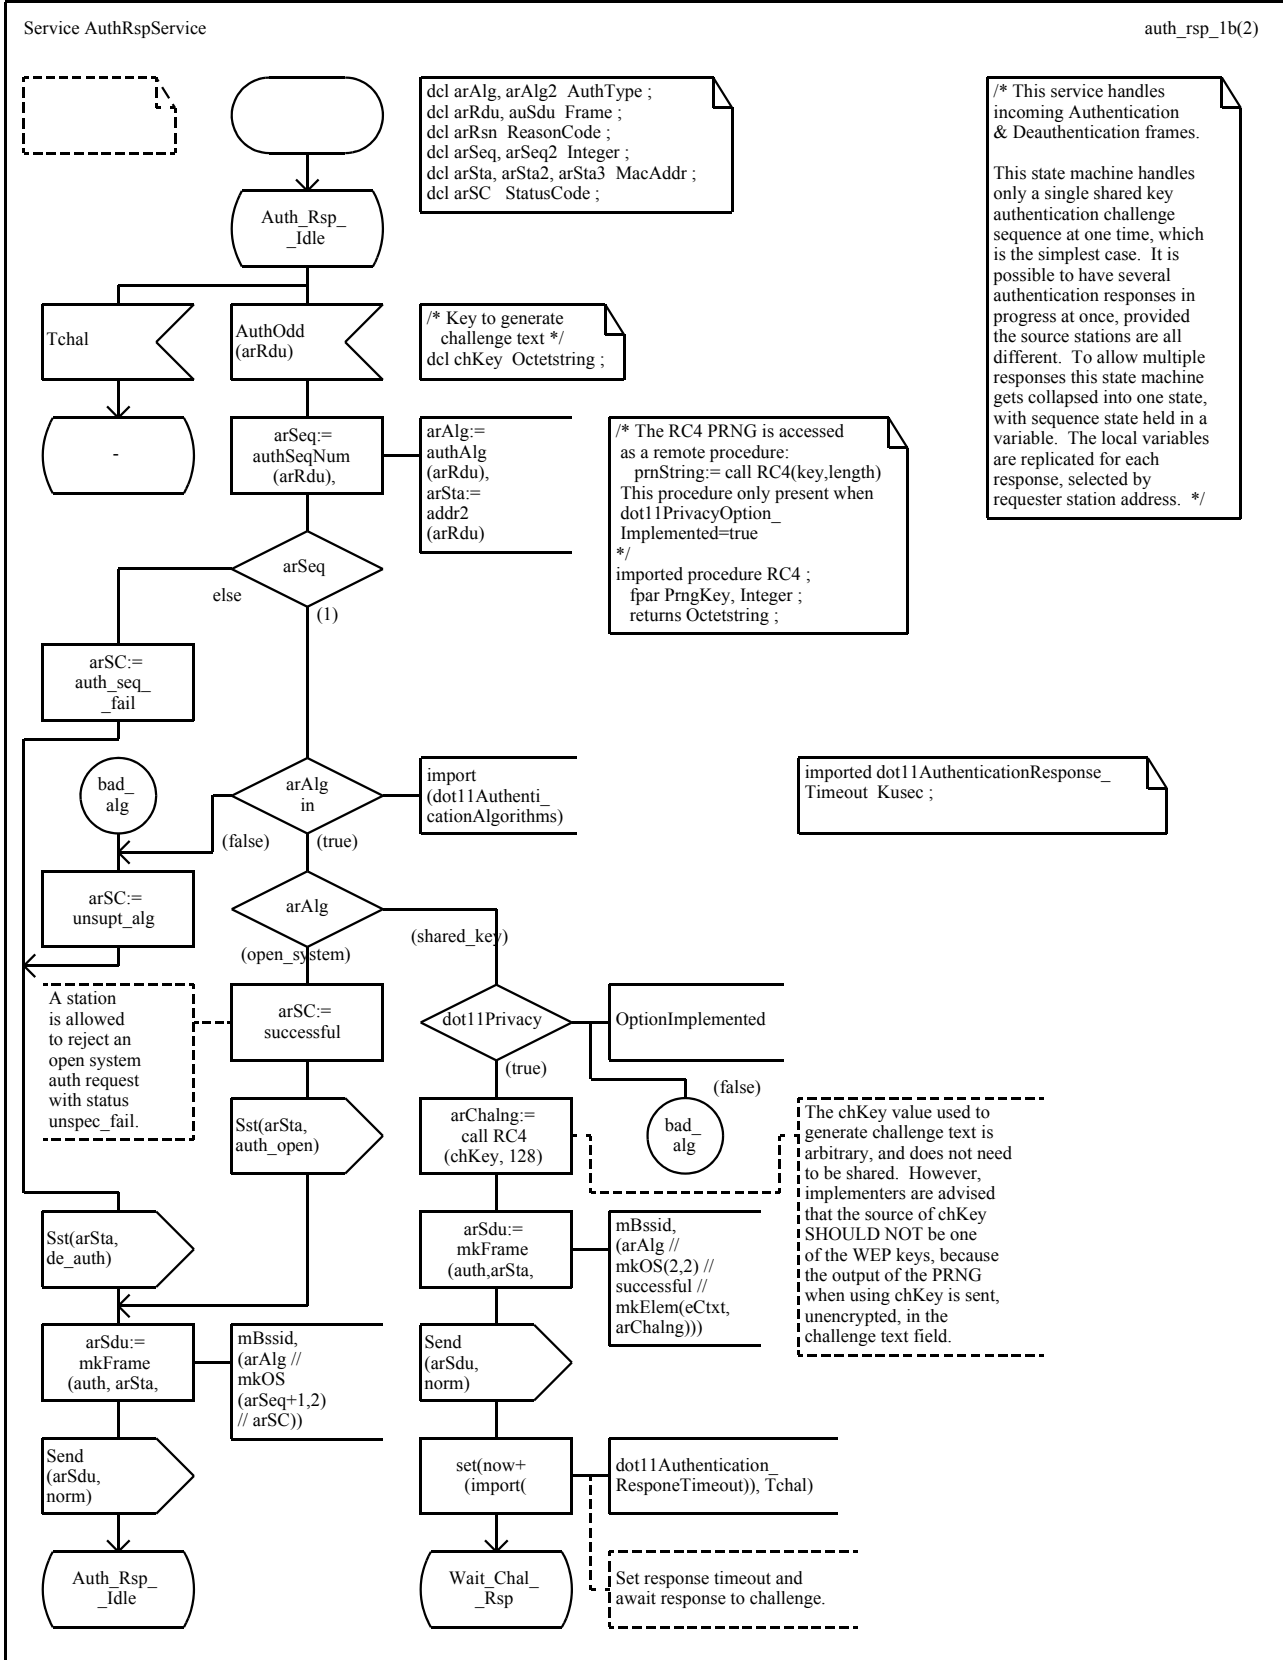 Service AuthRspService
auth_rsp_1b(2)
dcl arAlg, arAlg2 AuthType ;
dcl arRdu, auSdu Frame ;
dcl arRsn ReasonCode ;
dcl arSeq, arSeq2 Integer ;
dcl arSta, arSta2, arSta3 MacAddr ;
dcl arSC StatusCode ;
/* This service handles
incoming Authentication
& Deauthentication frames.
This state machine handles
only a single shared key
authentication challenge
sequence at one time, which
is the simplest case. It is
possible to have several
authentication responses in
progress at once, provided
the source stations are all
different. To allow multiple
responses this state machine
gets collapsed into one state,
with sequence state held in a
variable. The local variables
are replicated for each
response, selected by
requester station address. */
Auth_Rsp_
_Idle
Tchal
AuthOdd
(arRdu)
/* Key to generate
challenge text */
dcl chKey Octetstring ;
-
arSeq:=
authSeqNum
(arRdu),
arAlg:=
authAlg
(arRdu),
arSta:=
addr2
(arRdu)
/* The RC4 PRNG is accessed
as a remote procedure:
prnString:= call RC4(key,length)
This procedure only present when
dot11PrivacyOption_
Implemented=true
*/
imported procedure RC4 ;
fpar PrngKey, Integer ;
returns Octetstring ;
arSeq
else
(1)
arSC:=
auth_seq_
_fail
bad_
alg
arAlg
in
import
(dot11Authenti_
cationAlgorithms)
imported dot11AuthenticationResponse_
Timeout Kusec ;
(false)
(true)
arSC:=
unsupt_alg
arAlg
(shared_key)
(open_system)
A station
is allowed
to reject an
open system
auth request
with status
unspec_fail.
arSC:=
successful
dot11Privacy
OptionImplemented
(true)
(false)
Sst(arSta,
auth_open)
arChalng:=
call RC4
(chKey, 128)
bad_
alg
The chKey value used to
generate challenge text is
arbitrary, and does not need
to be shared. However,
implementers are advised
that the source of chKey
SHOULD NOT be one
of the WEP keys, because
the output of the PRNG
when using chKey is sent,
unencrypted, in the
challenge text field.
Sst(arSta,
de_auth)
arSdu:=
mkFrame
(auth,arSta,
mBssid,
(arAlg //
mkOS(2,2) //
successful //
mkElem(eCtxt,
arChalng)))
arSdu:=
mkFrame
(auth, arSta,
mBssid,
(arAlg //
mkOS
(arSeq+1,2)
// arSC))
Send
(arSdu,
norm)
Send
(arSdu,
norm)
set(now+
(import(
dot11Authentication_
ResponeTimeout)), Tchal)
Auth_Rsp_
_Idle
Wait_Chal_
_Rsp
Set response timeout and
await response to challenge.